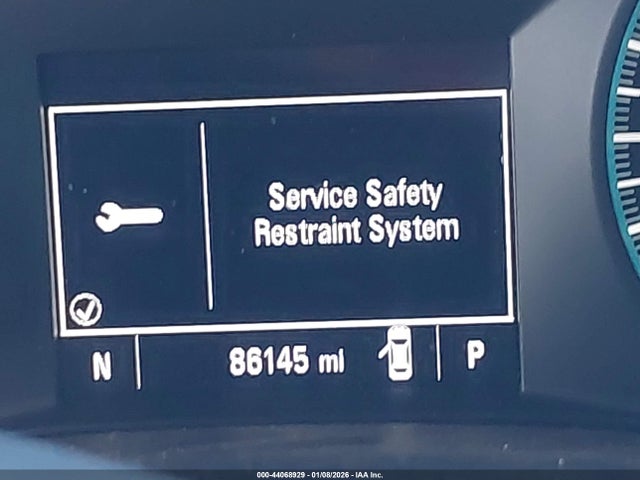 Service Safety
Restraint System
N 86145 mi P
000-44068929 - 01/08/2026 - IAA Inc.